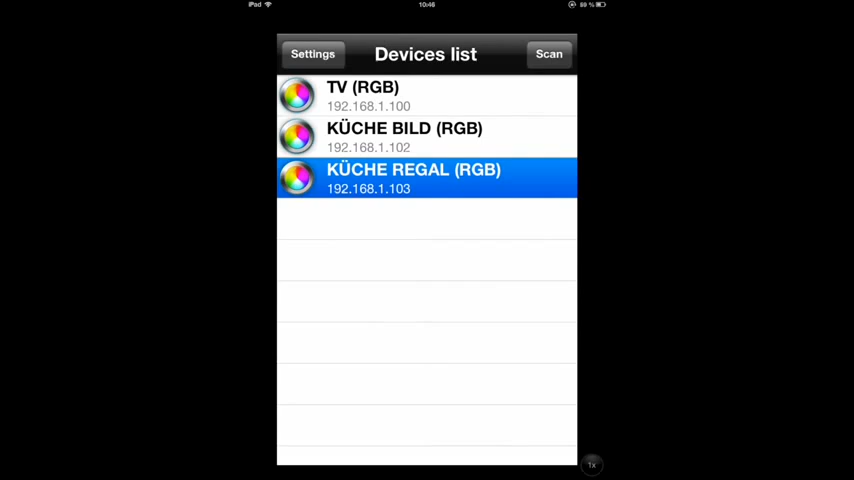 iPad 10:46 89 %
Settings Devices list Scan
TV (RGB)
192.168.1.100
KÜCHE BILD (RGB)
192.168.1.102
KÜCHE REGAL (RGB)
192.168.1.103
1x